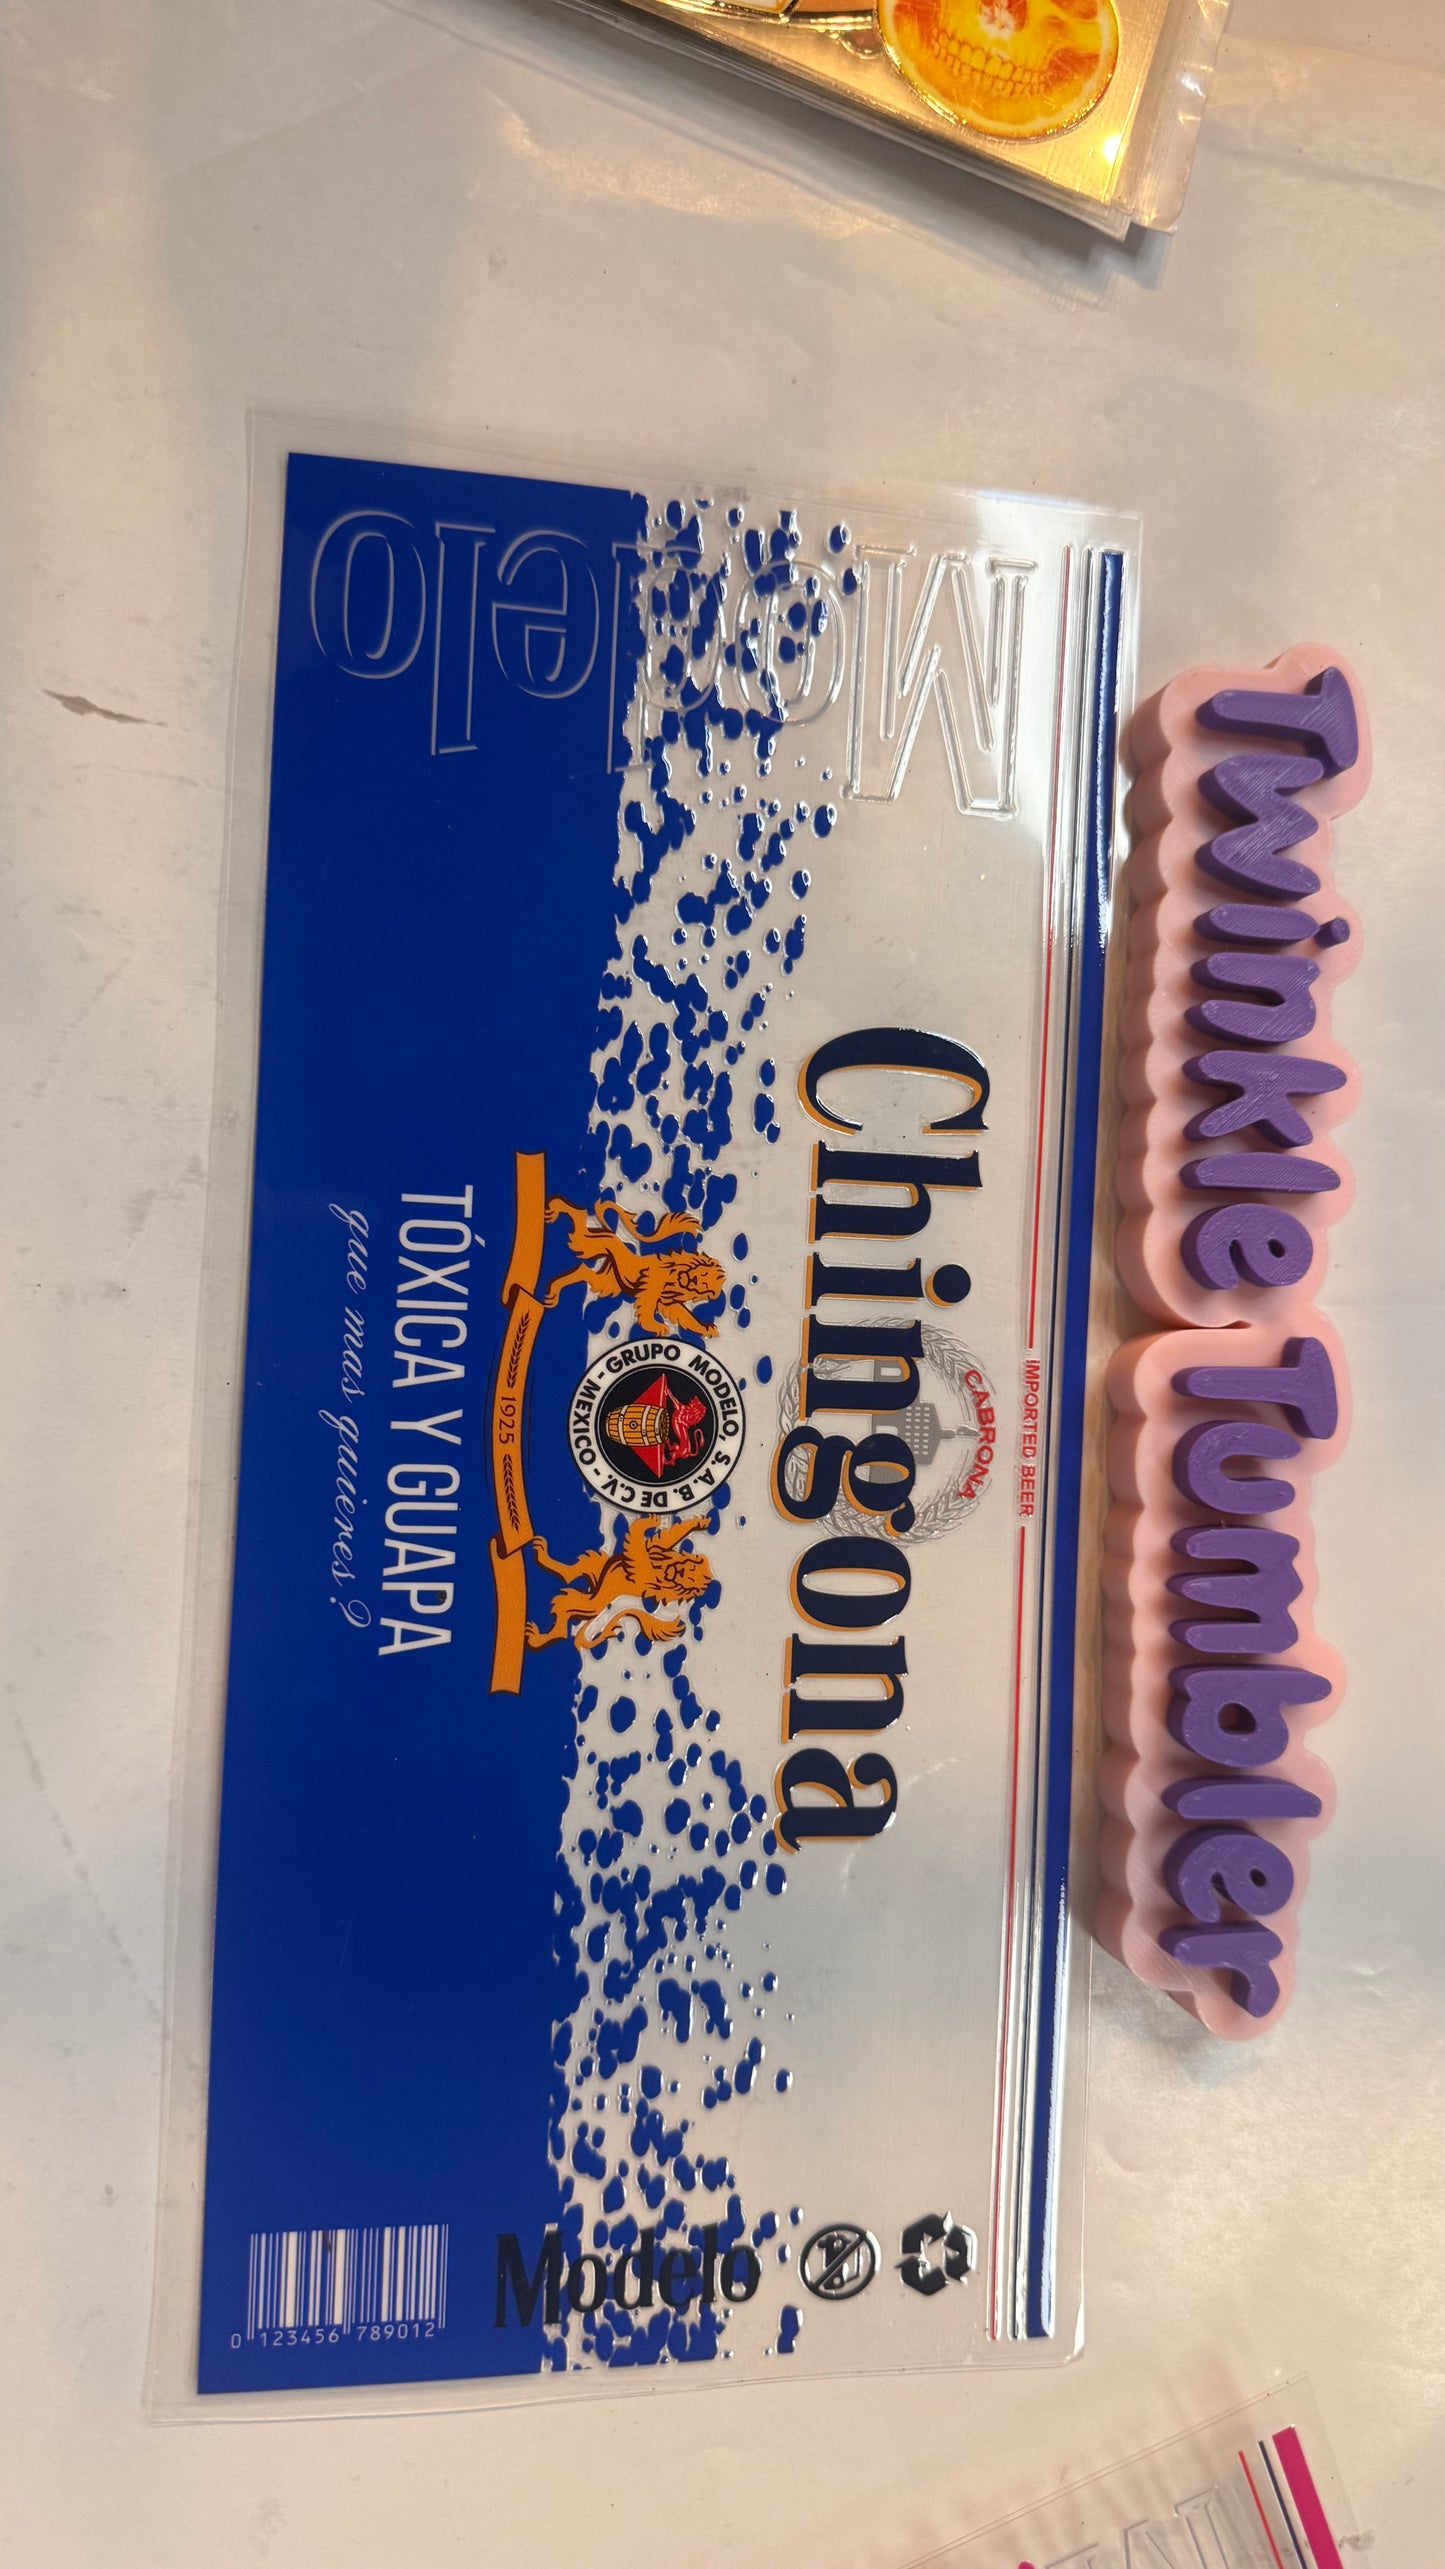 Modelo
IMPORTED BEER
CABRONA
Chingona
GRUPO MODELO, S.A.B. DE C.V. - MEXICO -
1925
TÓXICA Y GUAPA
que mas quieres?
Modelo
0 123456 789012
Twinkle Tumbler